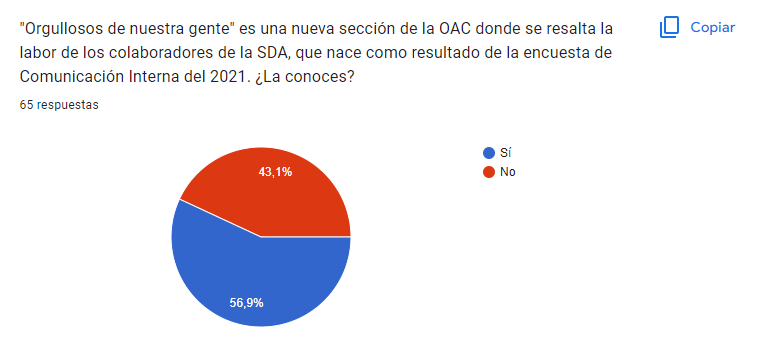 "Orgullosos de nuestra gente" es una nueva sección de la OAC donde se resalta la
labor de los colaboradores de la SDA, que nace como resultado de la encuesta de
Comunicación Interna del 2021. ¿La conoces?
Copiar
65 respuestas
Sí
No
43,1%
56,9%